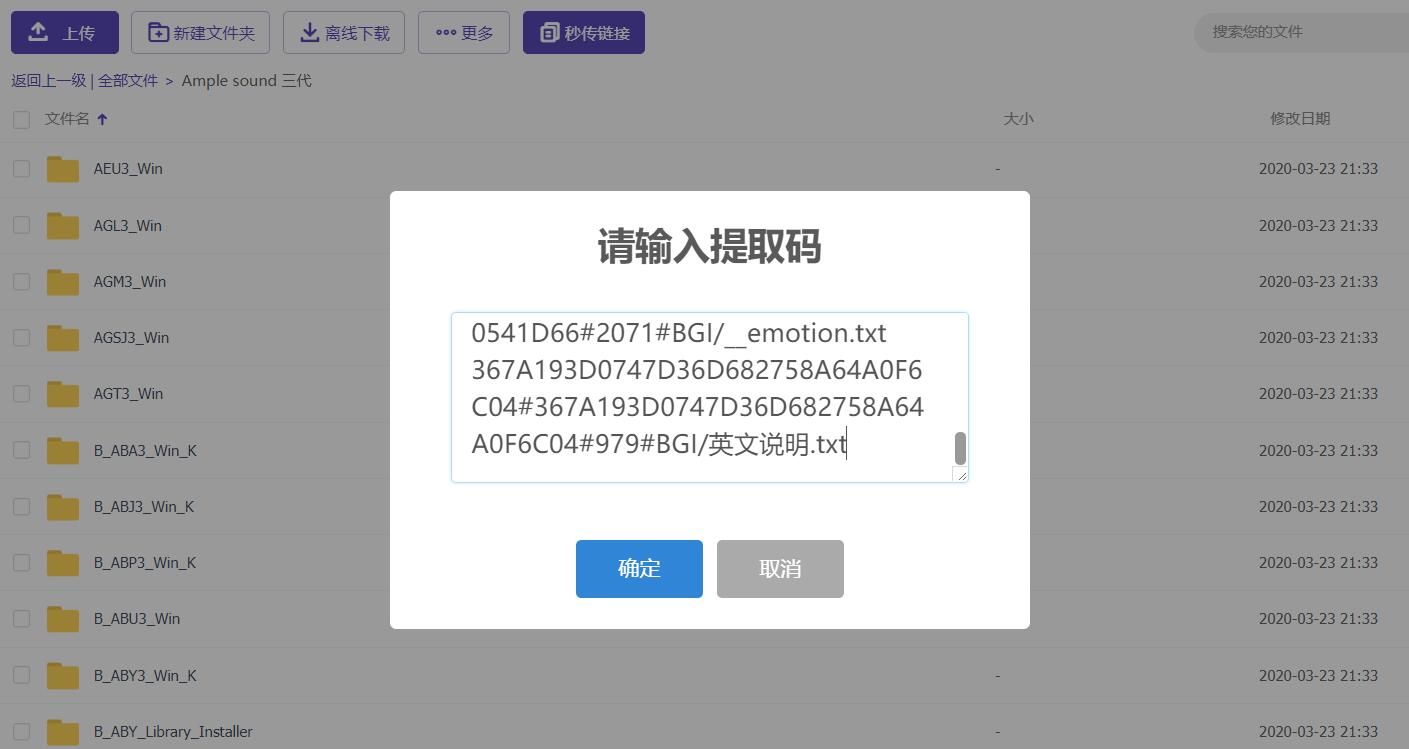 上传 新建文件夹 离线下载 更多 秒传链接 搜索您的文件
返回上一级 | 全部文件 > Ample sound 三代
文件名 大小 修改日期
AEU3_Win - 2020-03-23 21:33
AGL3_Win 2020-03-23 21:33
AGM3_Win 2020-03-23 21:33
AGSJ3_Win 2020-03-23 21:33
AGT3_Win 2020-03-23 21:33
B_ABA3_Win_K 2020-03-23 21:33
B_ABJ3_Win_K 2020-03-23 21:33
B_ABP3_Win_K 2020-03-23 21:33
B_ABU3_Win 2020-03-23 21:33
B_ABY3_Win_K - 2020-03-23 21:33
B_ABY_Library_Installer - 2020-03-23 21:33
请输入提取码
0541D66#2071#BGI/__emotion.txt
367A193D0747D36D682758A64A0F6
C04#367A193D0747D36D682758A64
A0F6C04#979#BGI/英文说明.txt
确定 取消